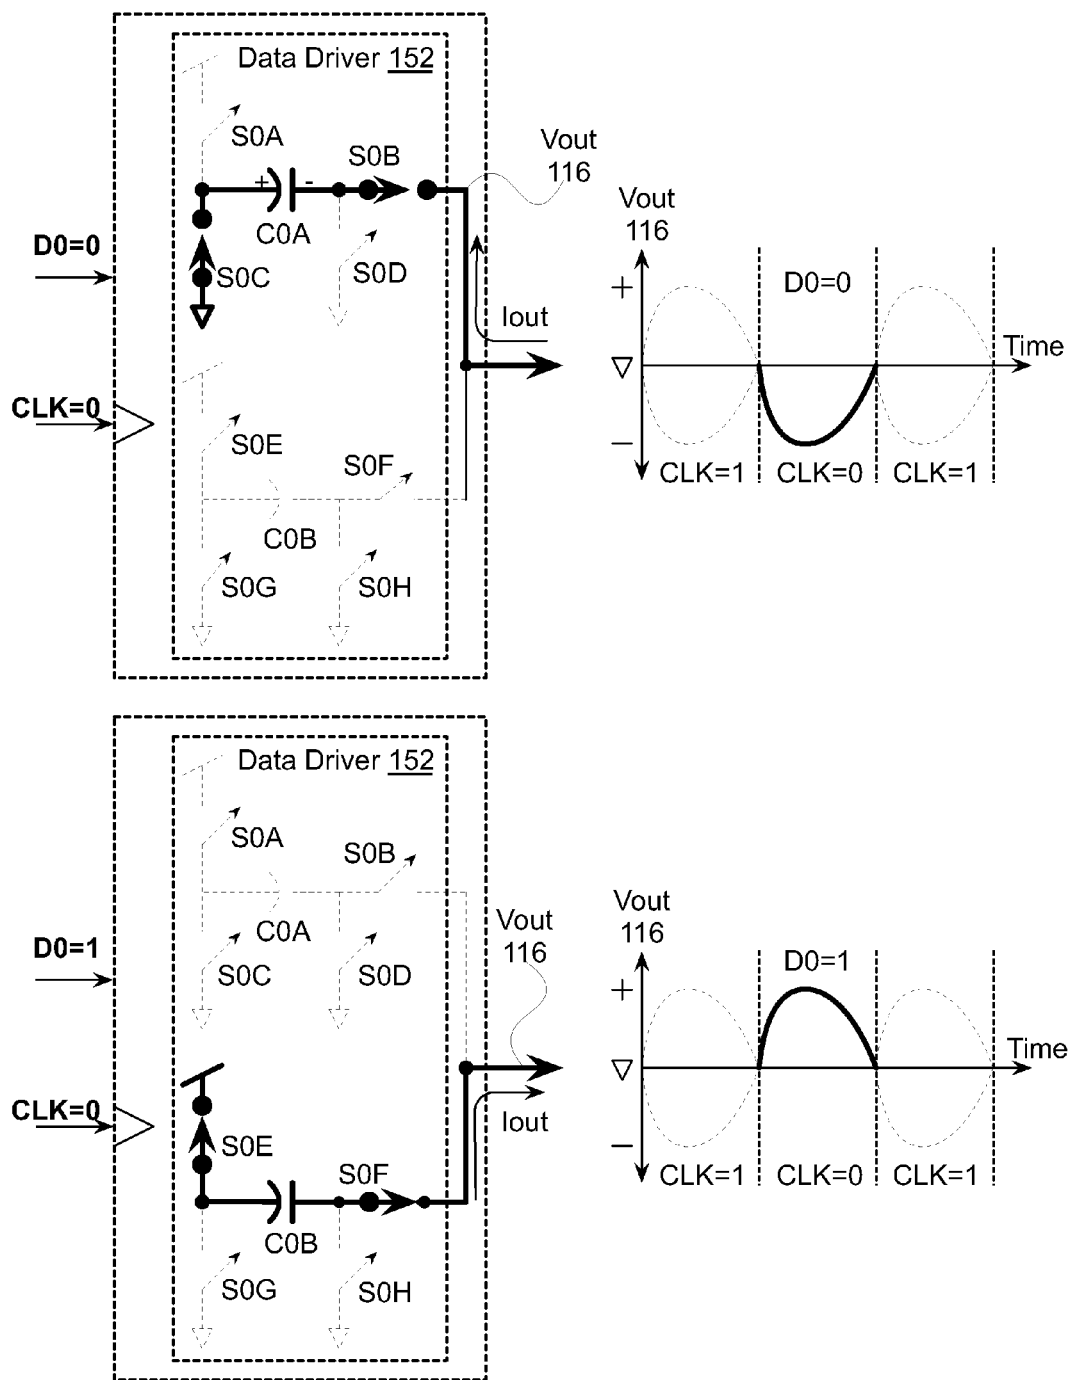 Data Driver 152
S0A
S0B
+ -
C0A
S0C
S0D
D0=0
CLK=0
S0E
S0F
C0B
S0G
S0H
Vout
116
Iout
Vout
116
+
D0=0
Time
−
CLK=1 CLK=0 CLK=1
Data Driver 152
S0A
S0B
C0A
S0C
S0D
D0=1
CLK=0
S0E
S0F
C0B
S0G
S0H
Vout
116
Iout
Vout
116
+
D0=1
Time
−
CLK=1 CLK=0 CLK=1